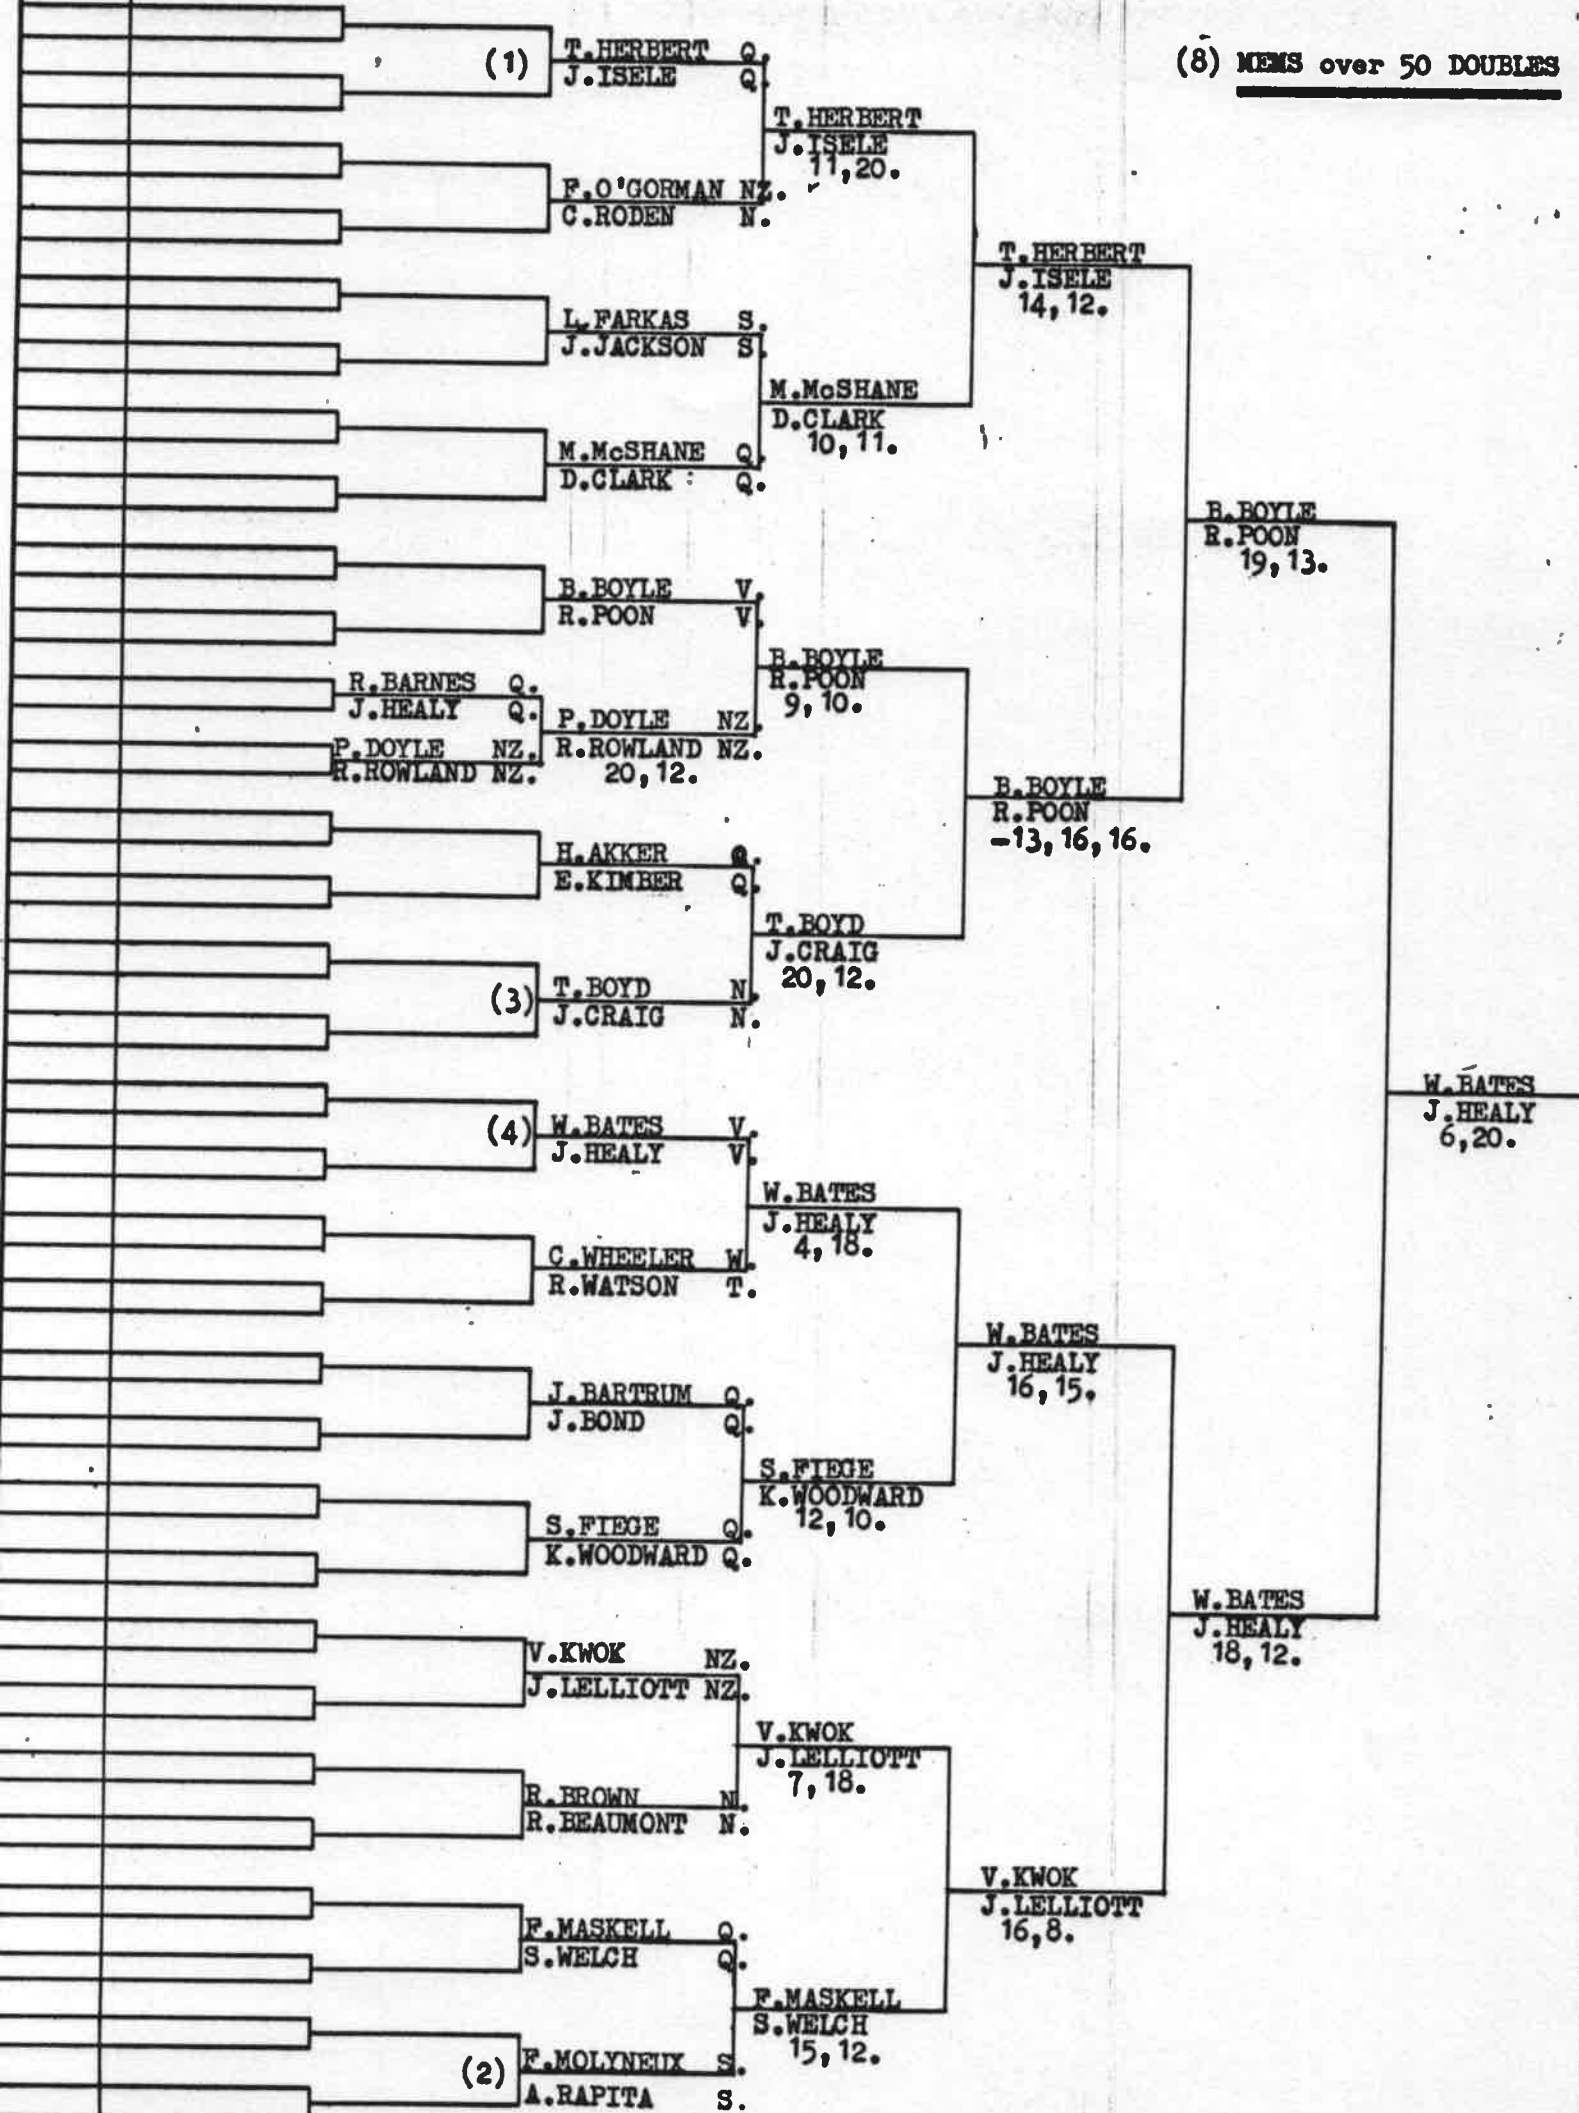 (8) MEMS over 50 DOUBLES
(1)
T.HERBERT Q.
J.ISELE Q.
F.O'GORMAN NZ.
C.RODEN N.
L.FARKAS S.
J.JACKSON S.
M.McSHANE Q.
D.CLARK Q.
B.BOYLE V.
R.POON V.
R.BARNES Q.
J.HEALY Q.
P.DOYLE NZ.
R.ROWLAND NZ.
P.DOYLE NZ.
R.ROWLAND NZ.
20,12.
H.AKKER Q.
E.KIMBER Q.
(3)
T.BOYD N.
J.CRAIG N.
(4)
W.BATES V.
J.HEALY V.
C.WHEELER W.
R.WATSON T.
J.BARTRUM Q.
J.BOND Q.
S.FIEGE Q.
K.WOODWARD Q.
V.KWOK NZ.
J.LELLIOTT NZ.
R.BROWN N.
R.BEAUMONT N.
F.MASKELL Q.
S.WELCH Q.
(2)
F.MOLYNEUX S.
A.RAPITA S.
T.HERBERT
J.ISELE
11,20.
M.McSHANE
D.CLARK
10,11.
B.BOYLE
R.POON
9,10.
T.BOYD
J.CRAIG
20,12.
W.BATES
J.HEALY
4,18.
S.FIEGE
K.WOODWARD
12,10.
V.KWOK
J.LELLIOTT
7,18.
F.MASKELL
S.WELCH
15,12.
T.HERBERT
J.ISELE
14,12.
B.BOYLE
R.POON
-13,16,16.
W.BATES
J.HEALY
16,15.
V.KWOK
J.LELLIOTT
16,8.
B.BOYLE
R.POON
19,13.
W.BATES
J.HEALY
18,12.
W.BATES
J.HEALY
6,20.